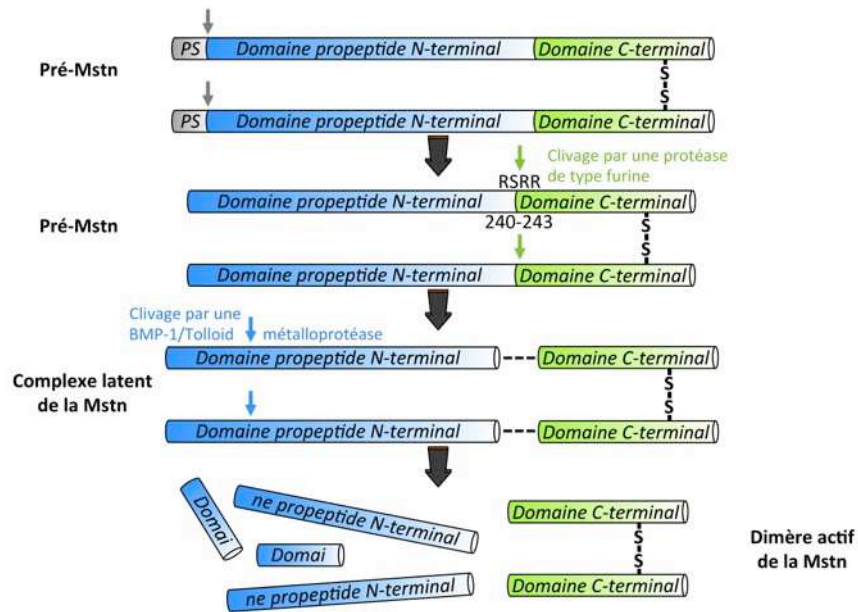 PS Domaine propeptide N-terminal Domaine C-terminal
Pré-Mstn
S
S
PS Domaine propeptide N-terminal Domaine C-terminal
Clivage par une protéase
de type furine
RSRR
Domaine propeptide N-terminal Domaine C-terminal
240-243
Pré-Mstn
S
S
Domaine propeptide N-terminal Domaine C-terminal
Clivage par une
BMP-1/Tolloid métalloprotéase
Domaine propeptide N-terminal Domaine C-terminal
Complexe latent
de la Mstn
S
S
Domaine propeptide N-terminal Domaine C-terminal
Domai
ne propeptide N-terminal
Domaine C-terminal
Domai
S
S
Dimère actif
de la Mstn
ne propeptide N-terminal
Domaine C-terminal